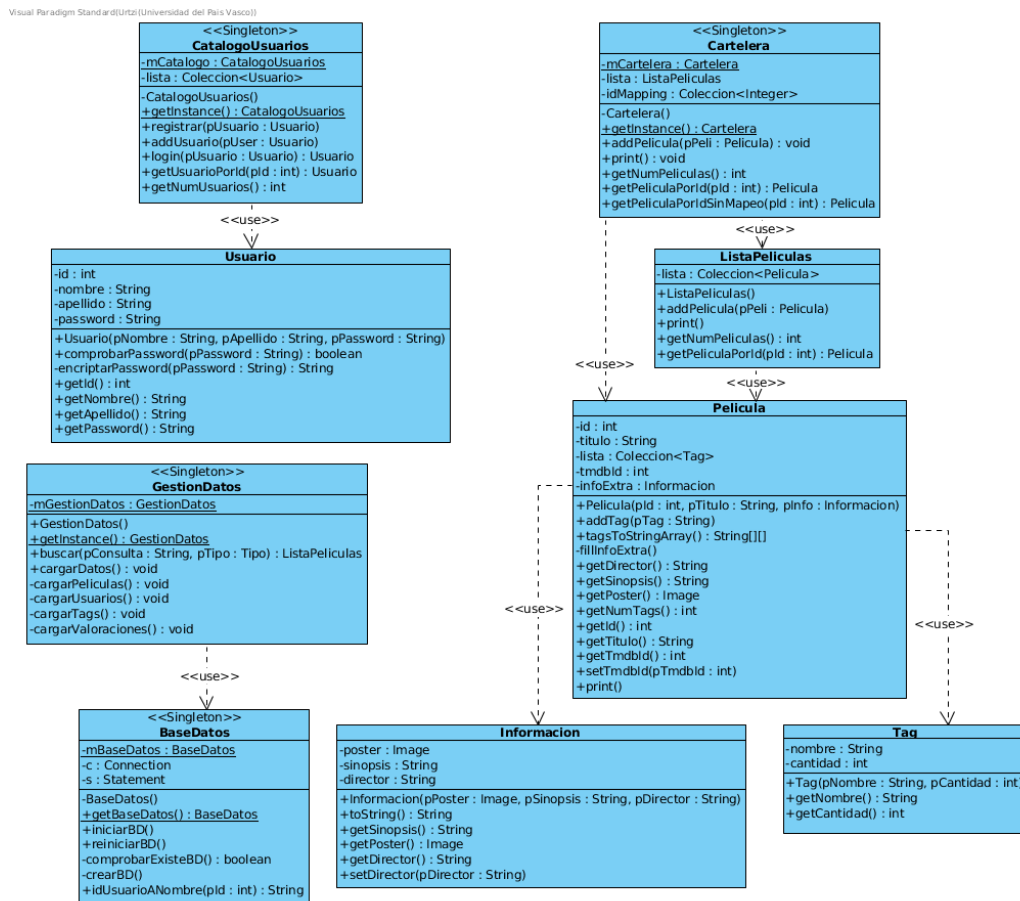 Visual Paradigm Standard(Urtzi(Universidad del Pais Vasco))
<<Singleton>>
CatalogoUsuarios
-mCatalogo : CatalogoUsuarios
-lista : Coleccion<Usuario>
-CatalogoUsuarios()
+getInstance() : CatalogoUsuarios
+registrar(pUsuario : Usuario)
+addUsuario(pUser : Usuario)
+login(pUsuario : Usuario) : Usuario
+getUsuarioPorId(pId : int) : Usuario
+getNumUsuarios() : int
<<use>>
Usuario
-id : int
-nombre : String
-apellido : String
-password : String
+Usuario(pNombre : String, pApellido : String, pPassword : String)
+comprobarPassword(pPassword : String) : boolean
-encriptarPassword(pPassword : String) : String
+getId() : int
+getNombre() : String
+getApellido() : String
+getPassword() : String
<<Singleton>>
Cartelera
-mCartelera : Cartelera
-lista : ListaPeliculas
-idMapping : Coleccion<Integer>
-Cartelera()
+getInstance() : Cartelera
+addPelicula(pPeli : Pelicula) : void
+print() : void
+getNumPeliculas() : int
+getPeliculaPorId(pId : int) : Pelicula
+getPeliculaPorIdSinMapeo(pId : int) : Pelicula
<<use>>
ListaPeliculas
-lista : Coleccion<Pelicula>
+ListaPeliculas()
+addPelicula(pPeli : Pelicula)
+print()
+getNumPeliculas() : int
+getPeliculaPorId(pId : int) : Pelicula
<<use>>
<<use>>
Pelicula
-id : int
-titulo : String
-lista : Coleccion<Tag>
-tmdbId : int
-infoExtra : Informacion
+Pelicula(pId : int, pTitulo : String, pInfo : Informacion)
+addTag(pTag : String)
+tagsToStringArray() : String[][]
-fillInfoExtra()
+getDirector() : String
+getSinopsis() : String
+getPoster() : Image
+getNumTags() : int
+getId() : int
+getTitulo() : String
+getTmdbId() : int
+setTmdbId(pTmdbId : int)
+print()
<<Singleton>>
GestionDatos
-mGestionDatos : GestionDatos
+GestionDatos()
+getInstance() : GestionDatos
+buscar(pConsulta : String, pTipo : Tipo) : ListaPeliculas
+cargarDatos() : void
-cargarPeliculas() : void
-cargarUsuarios() : void
-cargarTags() : void
-cargarValoraciones() : void
<<use>>
<<use>>
<<use>>
<<Singleton>>
BaseDatos
-mBaseDatos : BaseDatos
-c : Connection
-s : Statement
-BaseDatos()
+getBaseDatos() : BaseDatos
+iniciarBD()
+reiniciarBD()
-comprobarExisteBD() : boolean
-crearBD()
+idUsuarioANombre(pId : int) : String
Informacion
-poster : Image
-sinopsis : String
-director : String
+Informacion(pPoster : Image, pSinopsis : String, pDirector : String)
+toString() : String
+getSinopsis() : String
+getPoster() : Image
+getDirector() : String
+setDirector(pDirector : String)
Tag
-nombre : String
-cantidad : int
+Tag(pNombre : String, pCantidad : int)
+getNombre() : String
+getCantidad() : int